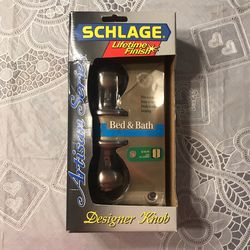 SCHLAGE
Lifetime
Finish
Artisan Series
Bed & Bath
Designer Knob